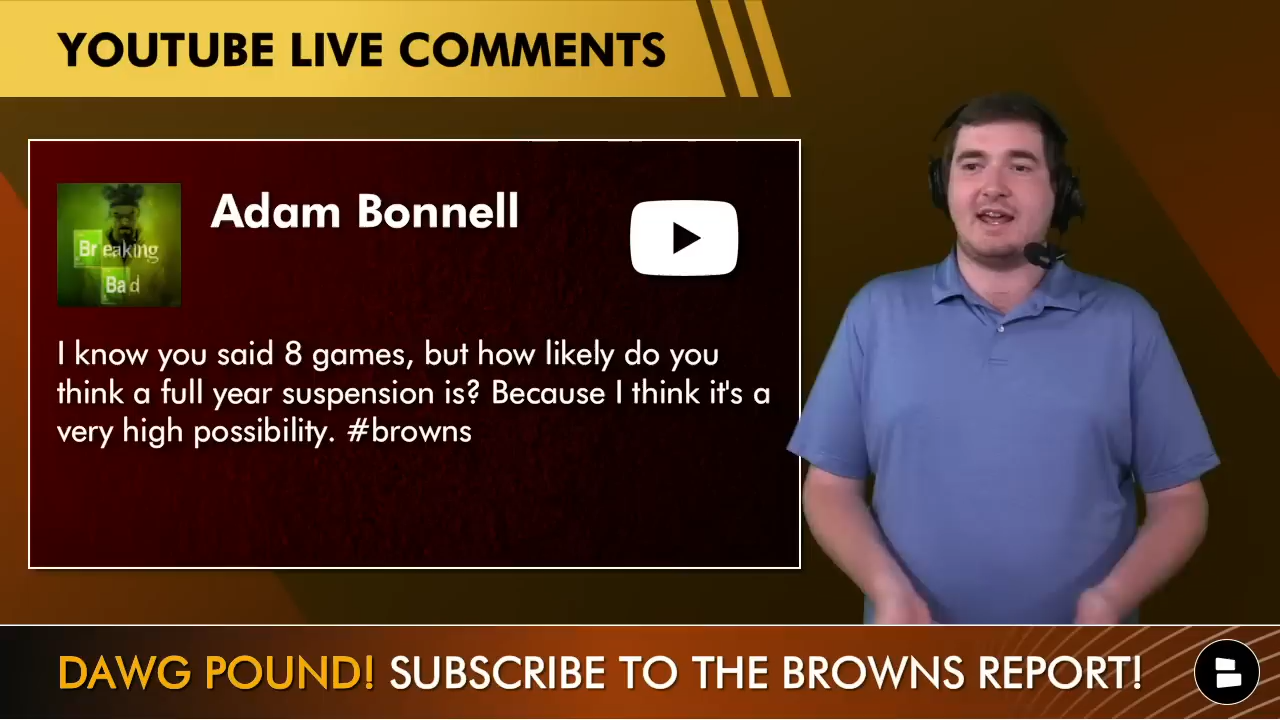 YOUTUBE LIVE COMMENTS
Adam Bonnell
Breaking
Bad
I know you said 8 games, but how likely do you
think a full year suspension is? Because I think it's a
very high possibility. #browns
DAWG POUND! SUBSCRIBE TO THE BROWNS REPORT!